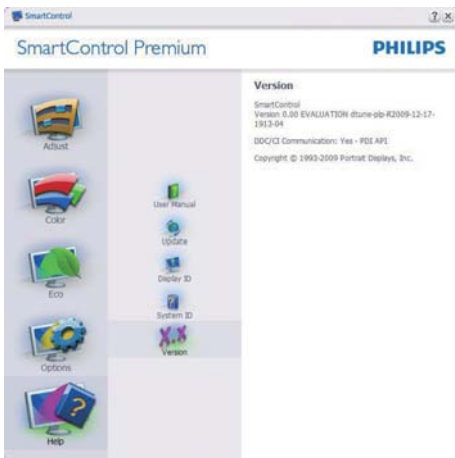 SmartControl
SmartControl Premium
PHILIPS
Adjust
Color
Eco
Options
Help
User Manual
Update
Display ID
System ID
Version
Version
SmartControl
Version 0.00 EVALUATION dtune-plp-R2009-12-17-
1913-04
DDC/CI Communication: Yes - PDI API
Copyright © 1993-2009 Portrait Displays, Inc.